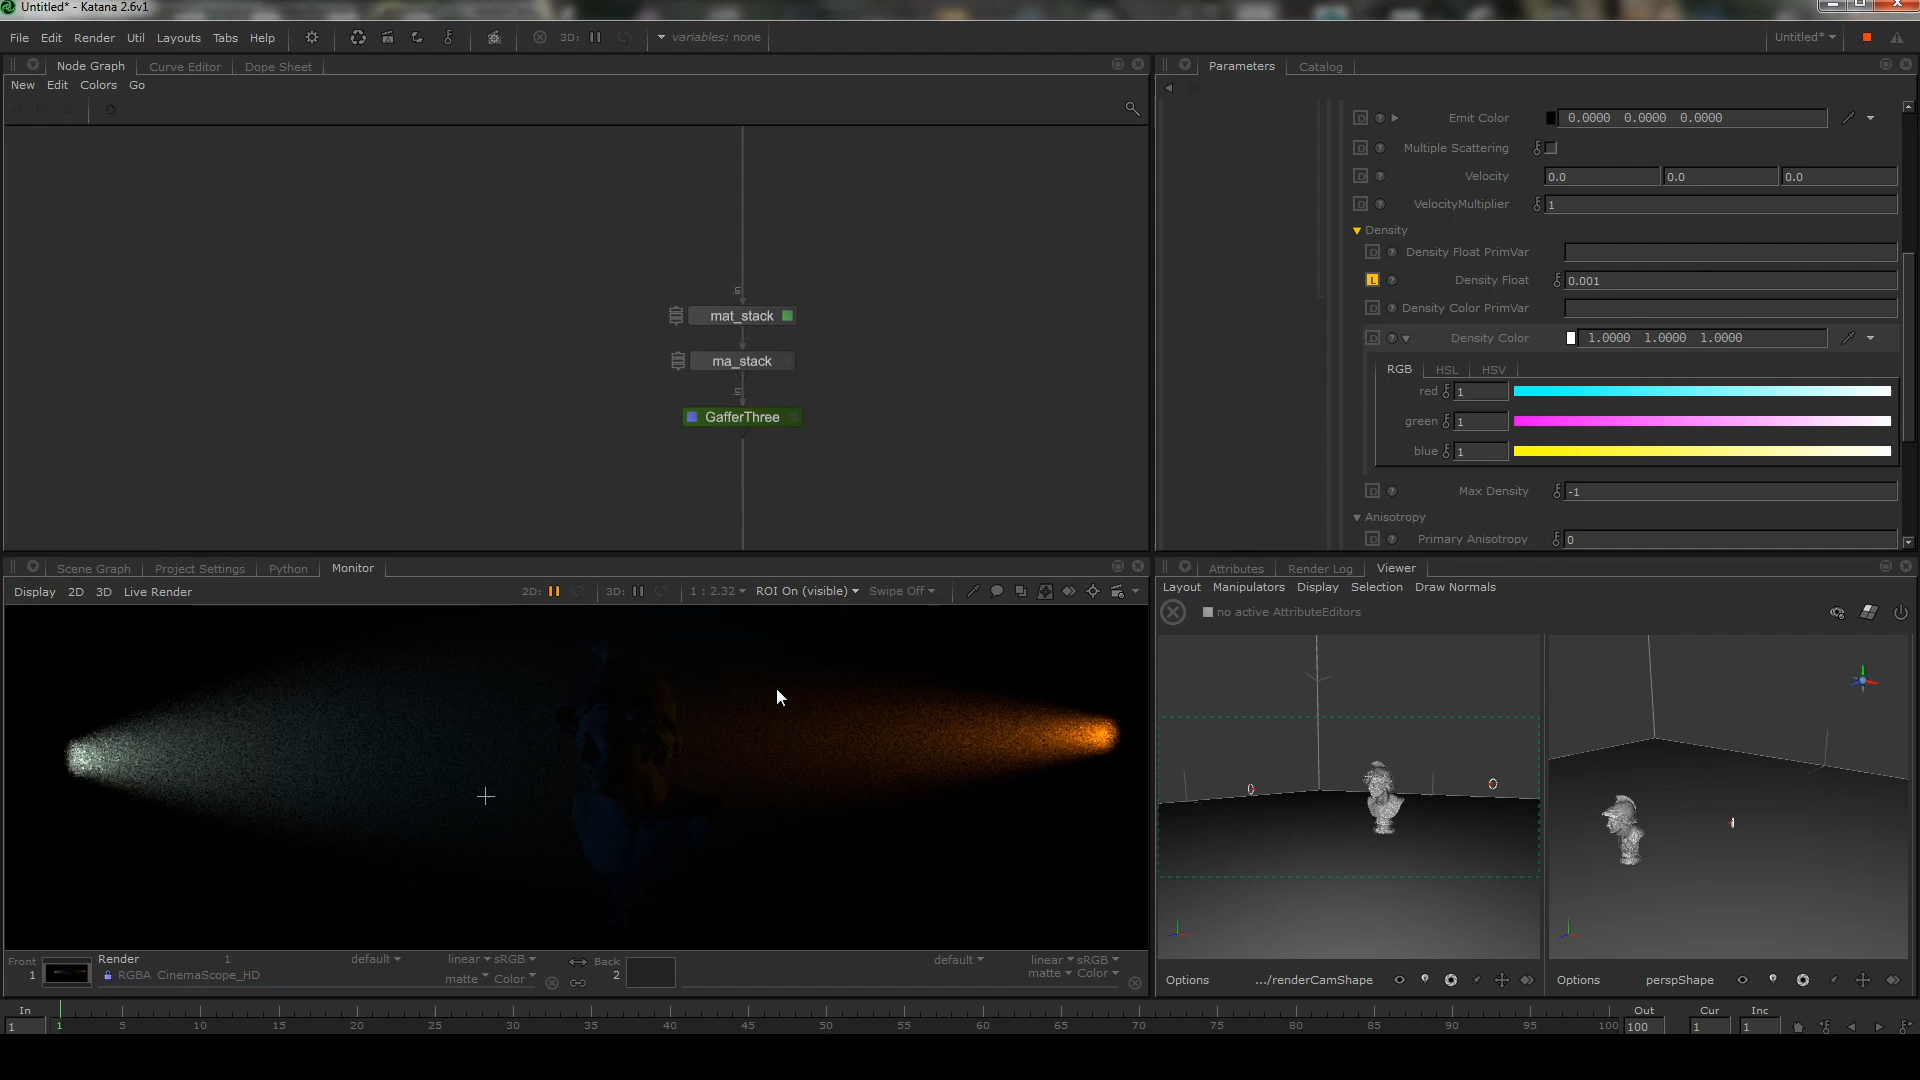 Untitled* - Katana 2.6v1
File Edit Render Util Layouts Tabs Help 3D: variables: none Untitled*
Node Graph Curve Editor Dope Sheet
New Edit Colors Go
in
mat_stack
ma_stack
in
GafferThree
Parameters Catalog
Emit Color 0.0000 0.0000 0.0000
Multiple Scattering
Velocity 0.0 0.0 0.0
VelocityMultiplier 1
Density
Density Float PrimVar
L Density Float 0.001
Density Color PrimVar
Density Color 1.0000 1.0000 1.0000
RGB HSL HSV
red 1
green 1
blue 1
Max Density -1
Anisotropy
Primary Anisotropy 0
Scene Graph Project Settings Python Monitor
Display 2D 3D Live Render 2D: 3D: 1 : 2.32 ROI On (visible) Swipe Off
Front 1 Render 1 default linear sRGB
RGBA CinemaScope_HD matte Color
Back 2 default linear sRGB
matte Color
Attributes Render Log Viewer
Layout Manipulators Display Selection Draw Normals
no active AttributeEditors
Options .../renderCamShape
Options perspShape
In Out Cur Inc
1 1 5 10 15 20 25 30 35 40 45 50 55 60 65 70 75 80 85 90 95 100 100 1 1